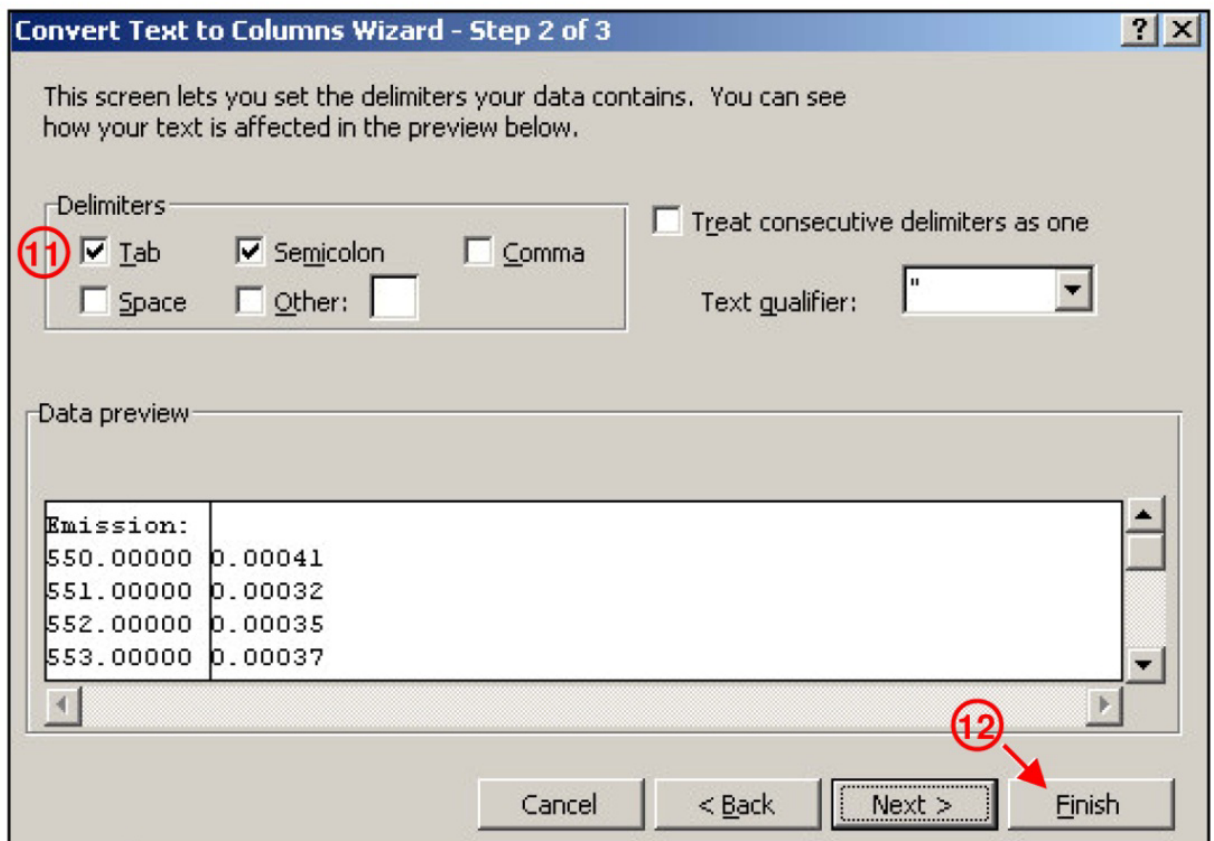 Convert Text to Columns Wizard - Step 2 of 3
This screen lets you set the delimiters your data contains. You can see
how your text is affected in the preview below.
Delimiters
11 Tab Semicolon Comma
Space Other:
Treat consecutive delimiters as one
Text qualifier: "
Data preview
Emission:
550.00000 0.00041
551.00000 0.00032
552.00000 0.00035
553.00000 0.00037
12
Cancel < Back Next > Finish